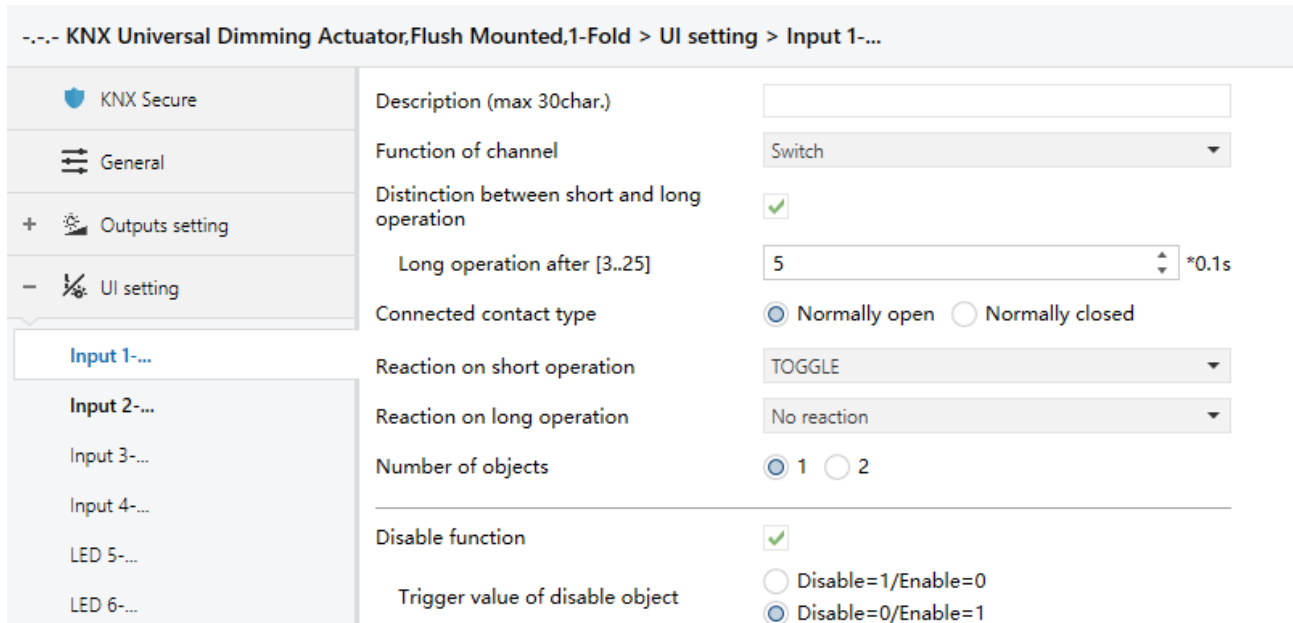 -.-.- KNX Universal Dimming Actuator,Flush Mounted,1-Fold > UI setting > Input 1-...
KNX Secure
General
+ Outputs setting
− UI setting
Input 1-...
Input 2-...
Input 3-...
Input 4-...
LED 5-...
LED 6-...
Description (max 30char.)
Function of channel
Switch
Distinction between short and long
operation
Long operation after [3..25]
5
*0.1s
Connected contact type
Normally open
Normally closed
Reaction on short operation
TOGGLE
Reaction on long operation
No reaction
Number of objects
1
2
Disable function
Trigger value of disable object
Disable=1/Enable=0
Disable=0/Enable=1